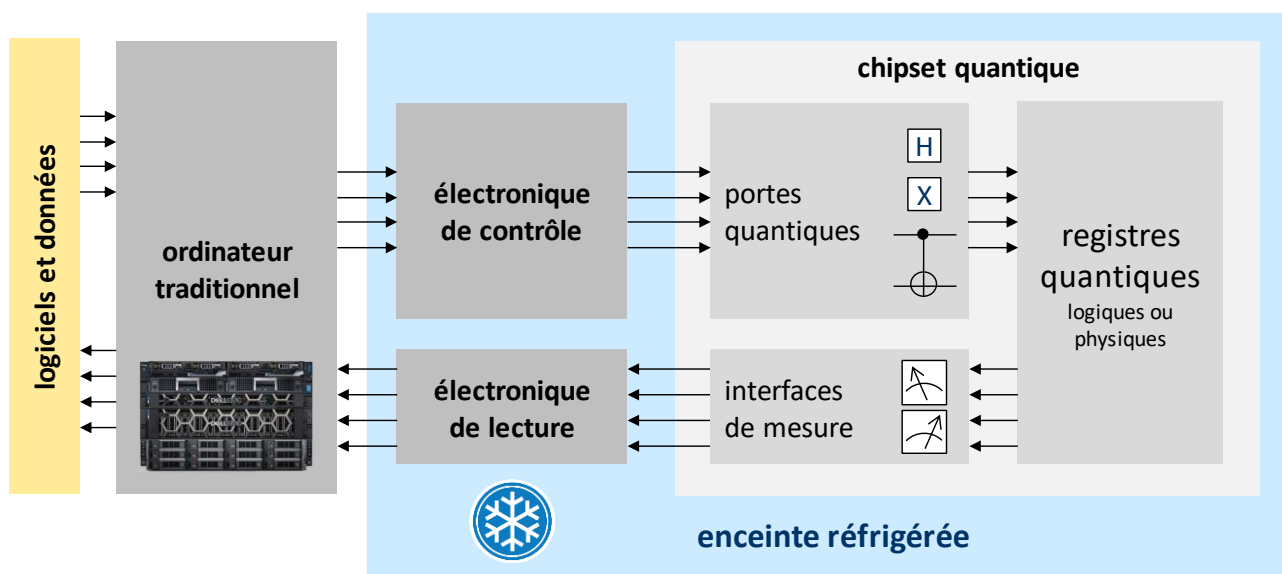 chipset quantique
logiciels et données
ordinateur
traditionnel
électronique
de contrôle
portes
quantiques
H
X
registres
quantiques
logiques ou
physiques
électronique
de lecture
interfaces
de mesure
enceinte réfrigérée